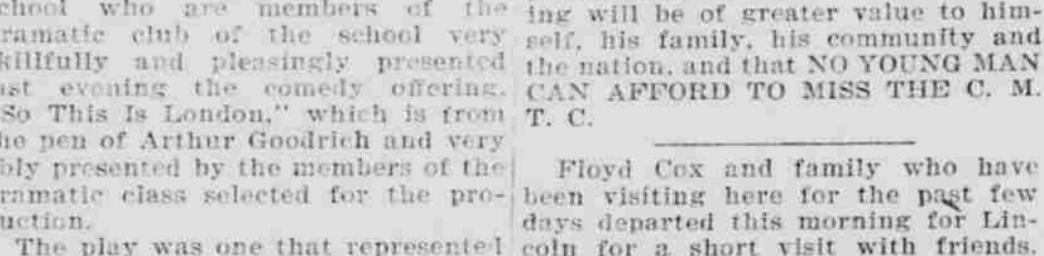 chool who are members of the
ramatic club of the school very
killfully and pleasingly presented
ast evening the comedy offering,
So This Is London," which is from
he pen of Arthur Goodrich and very
bly presented by the members of the
ramatic class selected for the pro-
uction.
The play was one that represented
ing will be of greater value to him-
self, his family, his community and
the nation, and that NO YOUNG MAN
CAN AFFORD TO MISS THE C. M.
T. C.
Floyd Cox and family who have
been visiting here for the past few
days departed this morning for Lin-
coln for a short visit with friends.